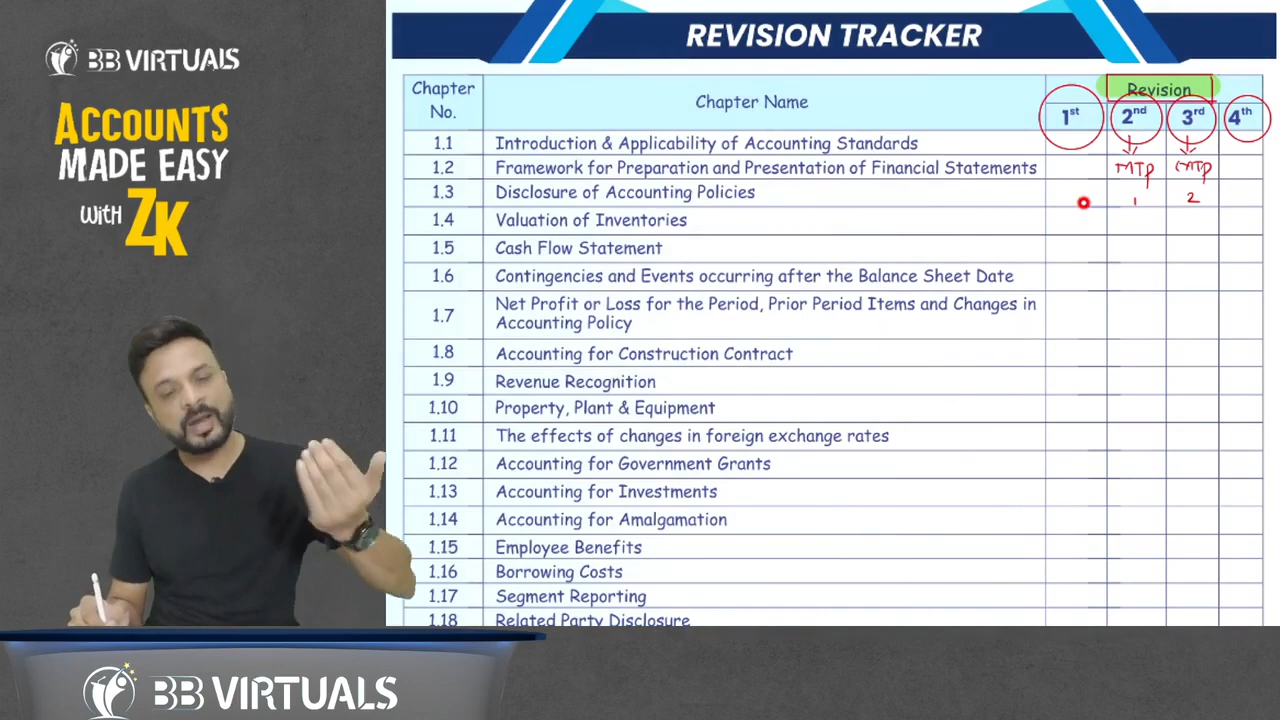 BB VIRTUALS
ACCOUNTS
MADE EASY
WITH ZK
REVISION TRACKER
Chapter No. Chapter Name Revision
1st 2nd 3rd 4th
1.1 Introduction & Applicability of Accounting Standards
1.2 Framework for Preparation and Presentation of Financial Statements MTP MTP
1.3 Disclosure of Accounting Policies 1 2
1.4 Valuation of Inventories
1.5 Cash Flow Statement
1.6 Contingencies and Events occurring after the Balance Sheet Date
1.7 Net Profit or Loss for the Period, Prior Period Items and Changes in
Accounting Policy
1.8 Accounting for Construction Contract
1.9 Revenue Recognition
1.10 Property, Plant & Equipment
1.11 The effects of changes in foreign exchange rates
1.12 Accounting for Government Grants
1.13 Accounting for Investments
1.14 Accounting for Amalgamation
1.15 Employee Benefits
1.16 Borrowing Costs
1.17 Segment Reporting
1.18 Related Party Disclosure
BB VIRTUALS